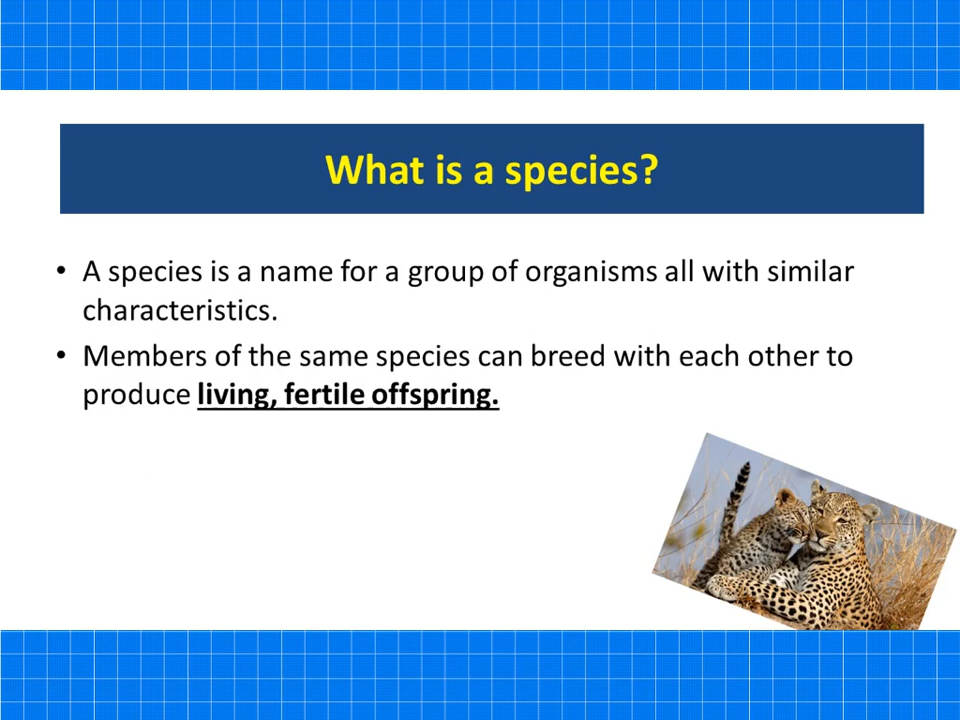 What is a species?
• A species is a name for a group of organisms all with similar
characteristics.
• Members of the same species can breed with each other to
produce living, fertile offspring.